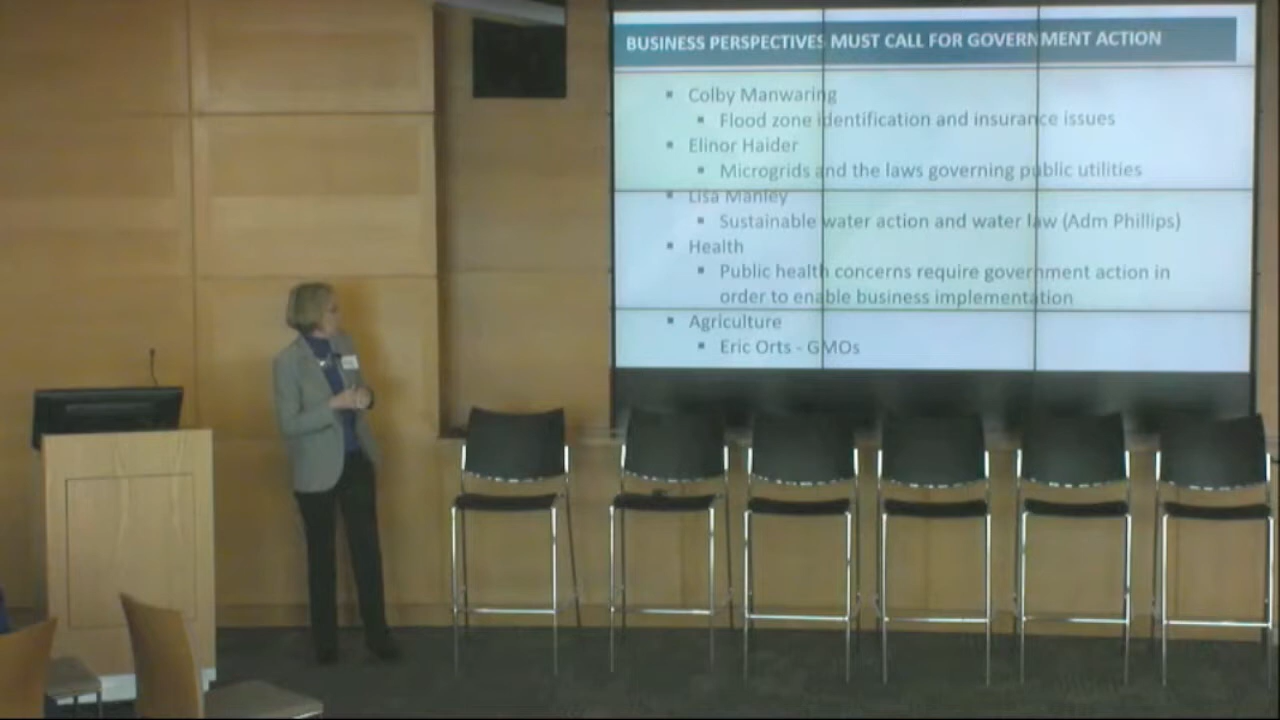 BUSINESS PERSPECTIVES MUST CALL FOR GOVERNMENT ACTION
▪ Colby Manwaring
▪ Flood zone identification and insurance issues
▪ Elinor Haider
▪ Microgrids and the laws governing public utilities
▪ Lisa Manley
▪ Sustainable water action and water law (Adm Phillips)
▪ Health
▪ Public health concerns require government action in
order to enable business implementation
▪ Agriculture
▪ Eric Orts - GMOs